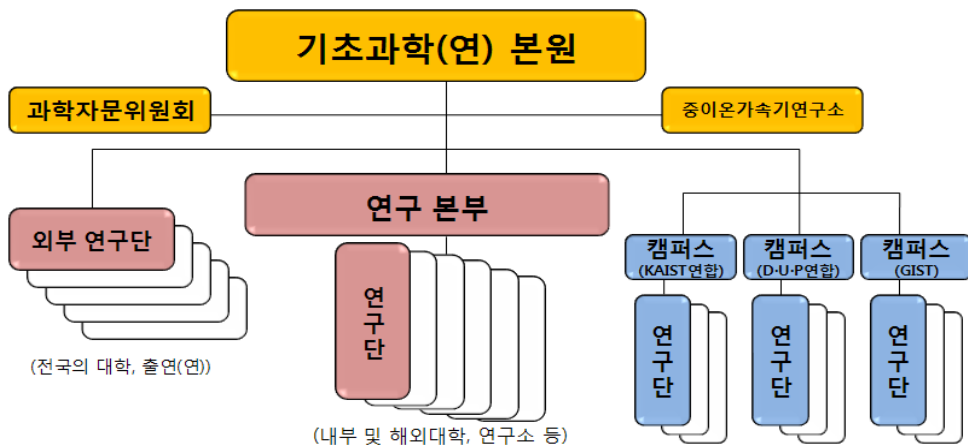 기초과학(연) 본원
과학자문위원회
중이온가속기연구소
연구 본부
외부 연구단
캠퍼스
(KAIST연합)
캠퍼스
(D·U·P연합)
캠퍼스
(GIST)
연구단
연구단
연구단
연구단
(전국의 대학, 출연(연))
(내부 및 해외대학, 연구소 등)